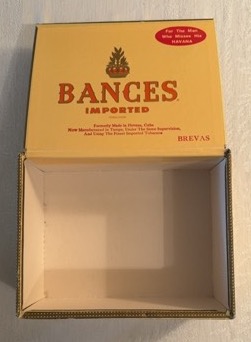 For The Man
Who Misses His
HAVANA
BANCES
IMPORTED
Formerly Made in Havana, Cuba
Now Manufactured in Tampa Under The Same Supervision,
And Using The Finest Imported Tobaccos
BREVAS